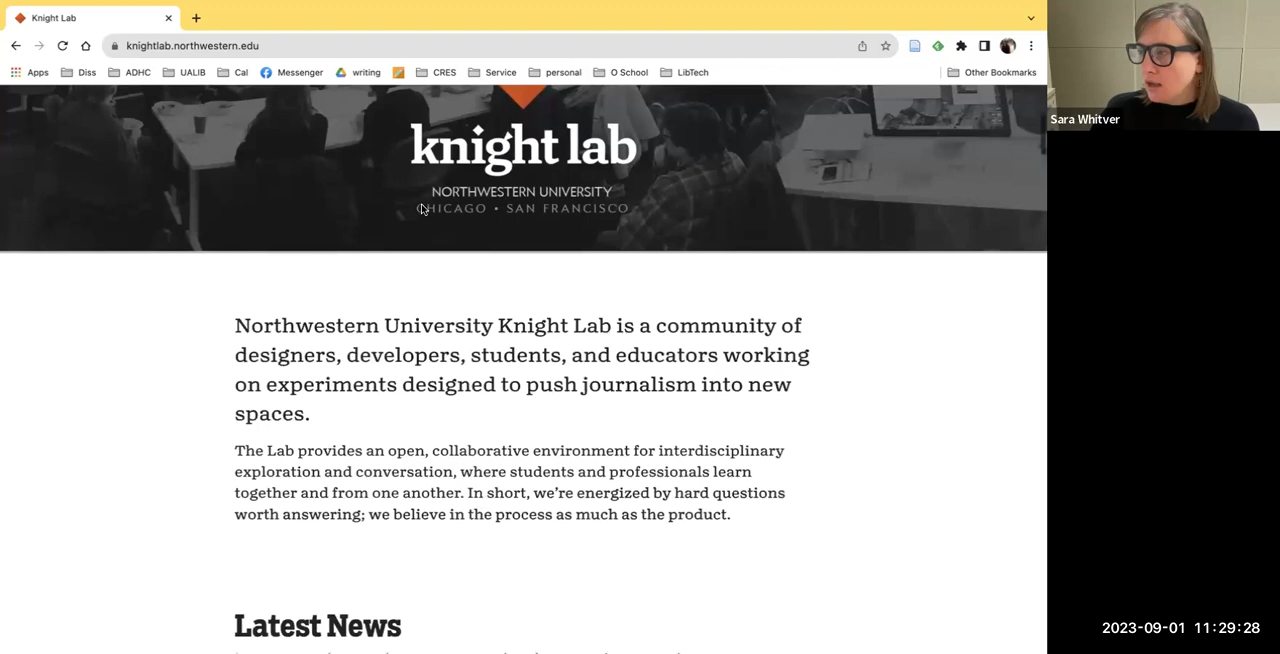 Knight Lab
knightlab.northwestern.edu
Apps Diss ADHC UALIB Cal Messenger writing CRES Service personal O School LibTech Other Bookmarks
knight lab
NORTHWESTERN UNIVERSITY
CHICAGO • SAN FRANCISCO
Sara Whitver
Northwestern University Knight Lab is a community of
designers, developers, students, and educators working
on experiments designed to push journalism into new
spaces.
The Lab provides an open, collaborative environment for interdisciplinary
exploration and conversation, where students and professionals learn
together and from one another. In short, we're energized by hard questions
worth answering; we believe in the process as much as the product.
Latest News
2023-09-01 11:29:28